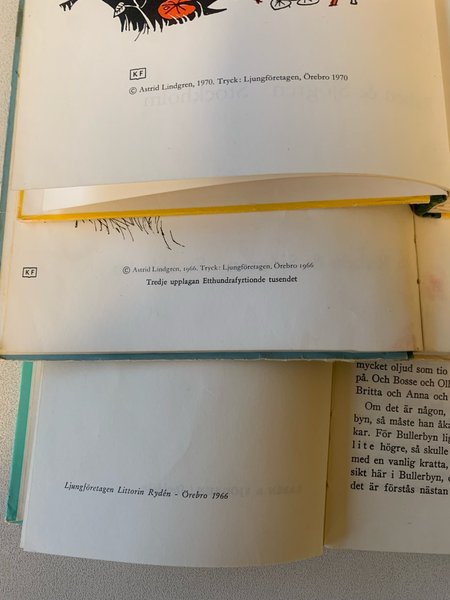 KF
© Astrid Lindgren, 1970. Tryck: Ljungföretagen, Örebro 1970
KF
© Astrid Lindgren, 1966. Tryck: Ljungföretagen, Örebro 1966
Tredje upplagan Etthundrafyrtionde tusendet
mycket oljud som tio
på. Och Bosse och Oll
Britta och Anna och
Om det är någon,
byn, så måste han åka
kar. För Bullerbyn lig
lite högre, så skulle
med en vanlig kratta,
sikt här i Bullerbyn, e
det är förstås nästan
Ljungföretagen Littorin Rydén - Örebro 1966